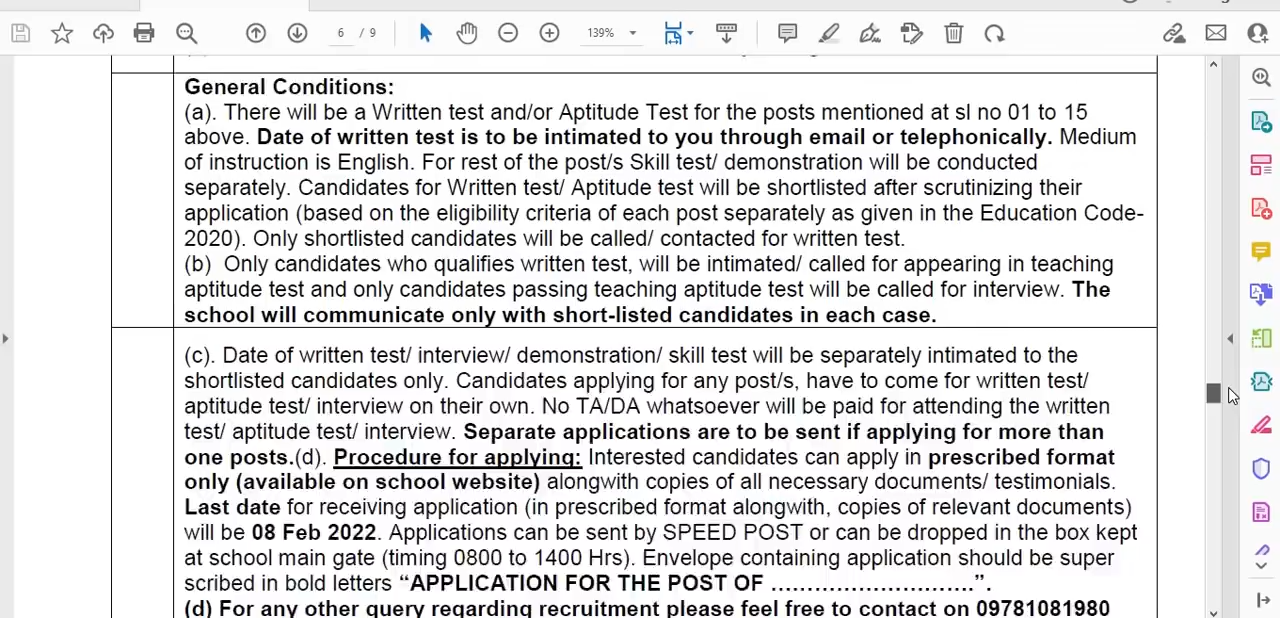 6 / 9
139%
General Conditions:
(a). There will be a Written test and/or Aptitude Test for the posts mentioned at sl no 01 to 15
above. Date of written test is to be intimated to you through email or telephonically. Medium
of instruction is English. For rest of the post/s Skill test/ demonstration will be conducted
separately. Candidates for Written test/ Aptitude test will be shortlisted after scrutinizing their
application (based on the eligibility criteria of each post separately as given in the Education Code-
2020). Only shortlisted candidates will be called/ contacted for written test.
(b) Only candidates who qualifies written test, will be intimated/ called for appearing in teaching
aptitude test and only candidates passing teaching aptitude test will be called for interview. The
school will communicate only with short-listed candidates in each case.
(c). Date of written test/ interview/ demonstration/ skill test will be separately intimated to the
shortlisted candidates only. Candidates applying for any post/s, have to come for written test/
aptitude test/ interview on their own. No TA/DA whatsoever will be paid for attending the written
test/ aptitude test/ interview. Separate applications are to be sent if applying for more than
one posts.(d). Procedure for applying: Interested candidates can apply in prescribed format
only (available on school website) alongwith copies of all necessary documents/ testimonials.
Last date for receiving application (in prescribed format alongwith, copies of relevant documents)
will be 08 Feb 2022. Applications can be sent by SPEED POST or can be dropped in the box kept
at school main gate (timing 0800 to 1400 Hrs). Envelope containing application should be super
scribed in bold letters “APPLICATION FOR THE POST OF ………………………”.
(d) For any other query regarding recruitment please feel free to contact on 09781081980